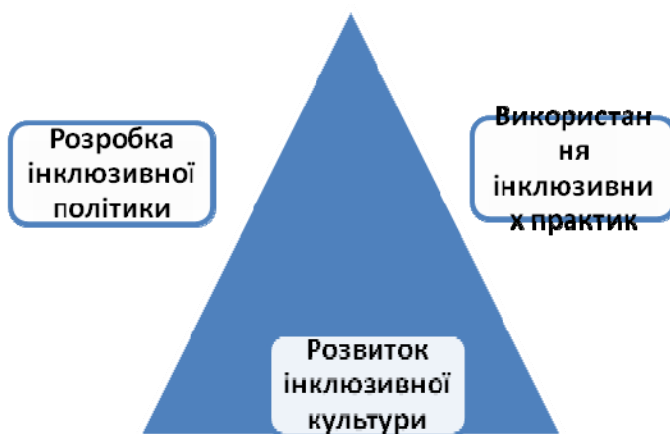 Розробка
інклюзивної
політики
Використан
ня
інклюзивни
х практик
Розвиток
інклюзивної
культури